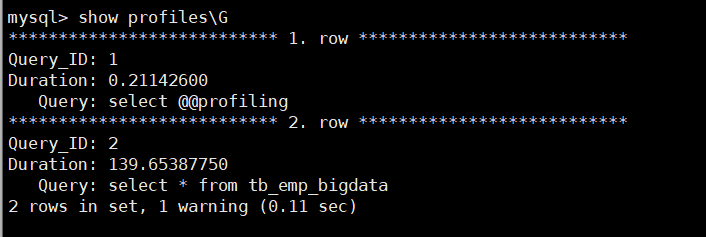 mysql> show profiles\G
*************************** 1. row ***************************
Query_ID: 1
Duration: 0.21142600
   Query: select @@profiling
*************************** 2. row ***************************
Query_ID: 2
Duration: 139.65387750
   Query: select * from tb_emp_bigdata
2 rows in set, 1 warning (0.11 sec)